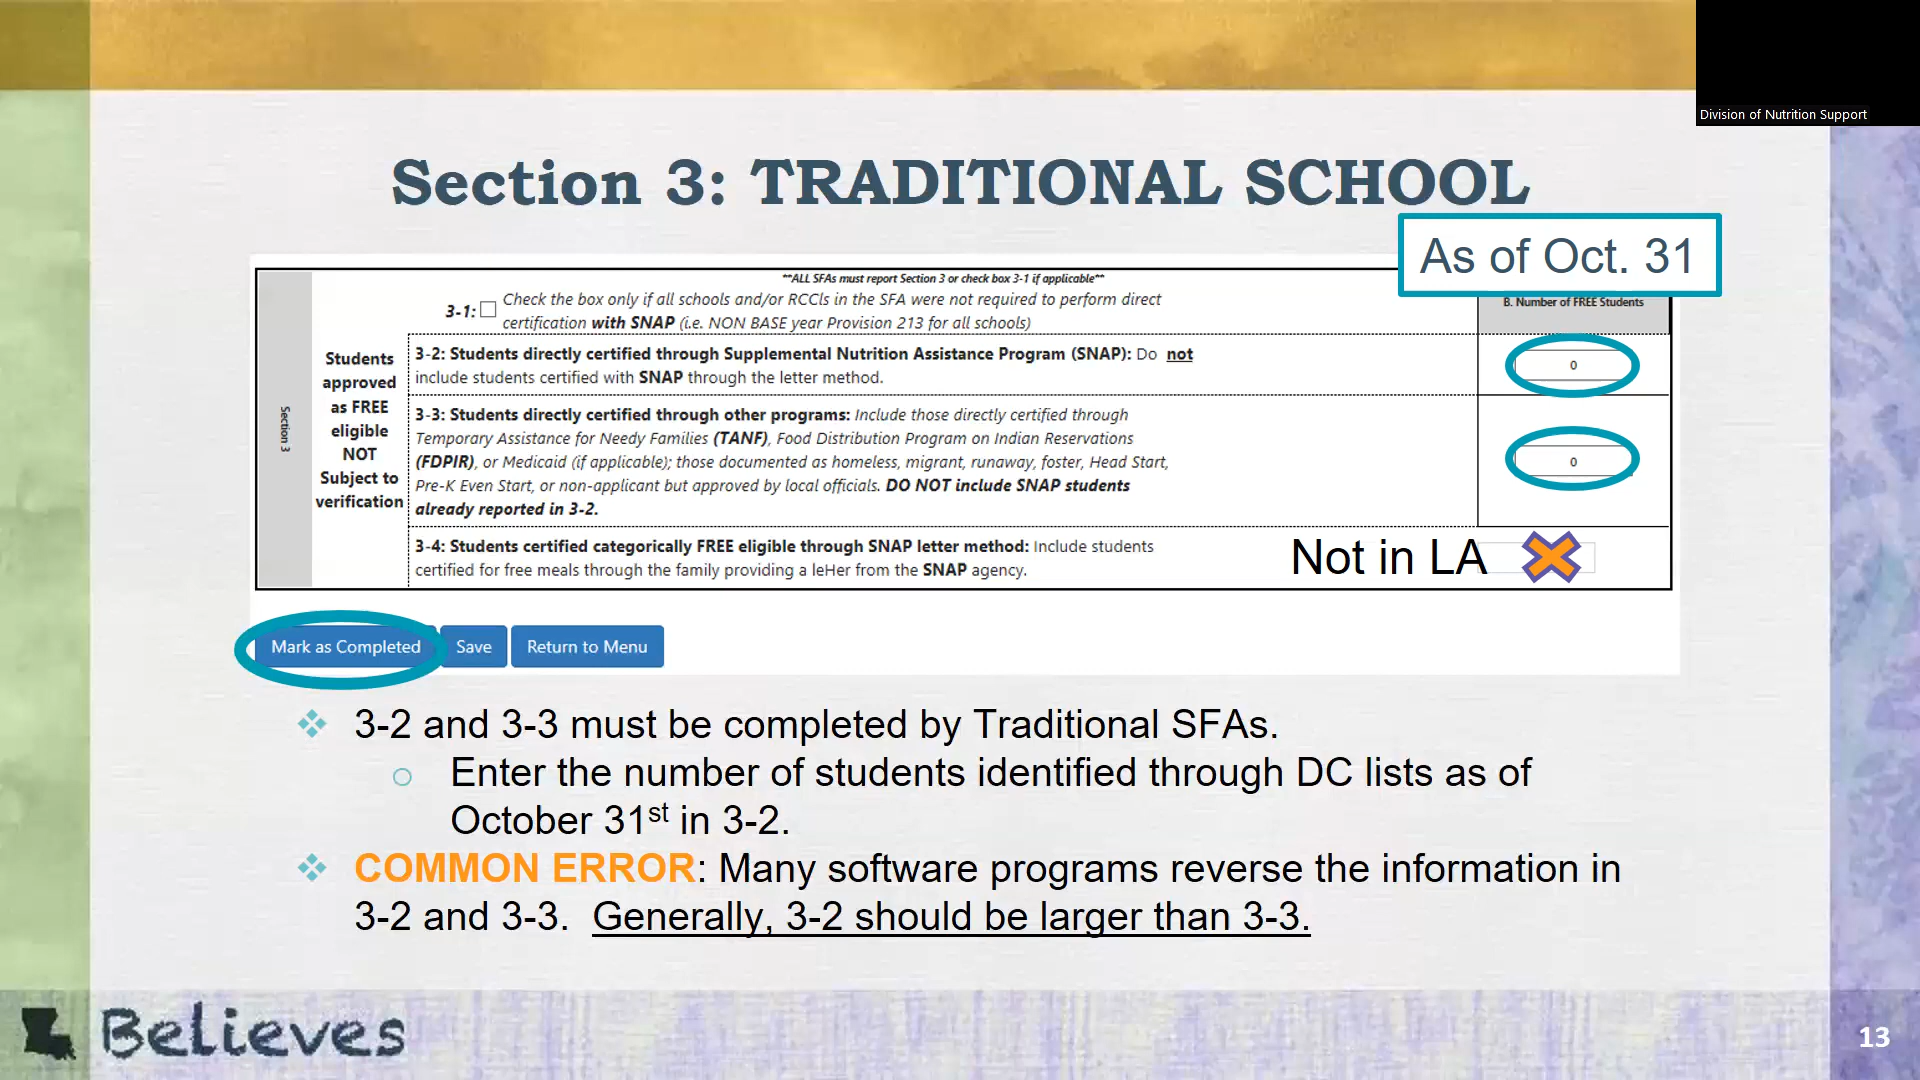 Division of Nutrition Support
Section 3: TRADITIONAL SCHOOL
As of Oct. 31
**ALL SFAs must report Section 3 or check box 3-1 if applicable**
B. Number of FREE Students
3-1:
Check the box only if all schools and/or RCCIs in the SFA were not required to perform direct
certification with SNAP (i.e. NON BASE year Provision 213 for all schools)
Section 3
Students
approved
as FREE
eligible
NOT
Subject to
verification
3-2: Students directly certified through Supplemental Nutrition Assistance Program (SNAP): Do not
include students certified with SNAP through the letter method.
0
3-3: Students directly certified through other programs: Include those directly certified through
Temporary Assistance for Needy Families (TANF), Food Distribution Program on Indian Reservations
(FDPIR), or Medicaid (if applicable); those documented as homeless, migrant, runaway, foster, Head Start,
Pre-K Even Start, or non-applicant but approved by local officials. DO NOT include SNAP students
already reported in 3-2.
0
3-4: Students certified categorically FREE eligible through SNAP letter method: Include students
certified for free meals through the family providing a leHer from the SNAP agency.
Not in LA
Mark as Completed
Save
Return to Menu
3-2 and 3-3 must be completed by Traditional SFAs.
Enter the number of students identified through DC lists as of
October 31st in 3-2.
COMMON ERROR: Many software programs reverse the information in
3-2 and 3-3. Generally, 3-2 should be larger than 3-3.
Believes
13